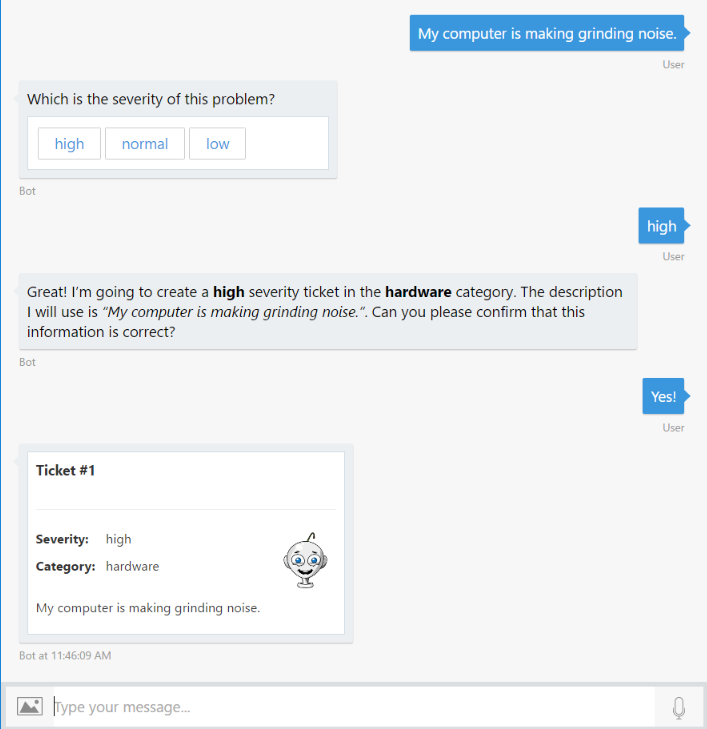 My computer is making grinding noise.
User
Which is the severity of this problem?
high normal low
Bot
high
User
Great! I'm going to create a high severity ticket in the hardware category. The description
I will use is “My computer is making grinding noise.”. Can you please confirm that this
information is correct?
Bot
Yes!
User
Ticket #1
Severity: high
Category: hardware
My computer is making grinding noise.
Bot at 11:46:09 AM
Type your message...